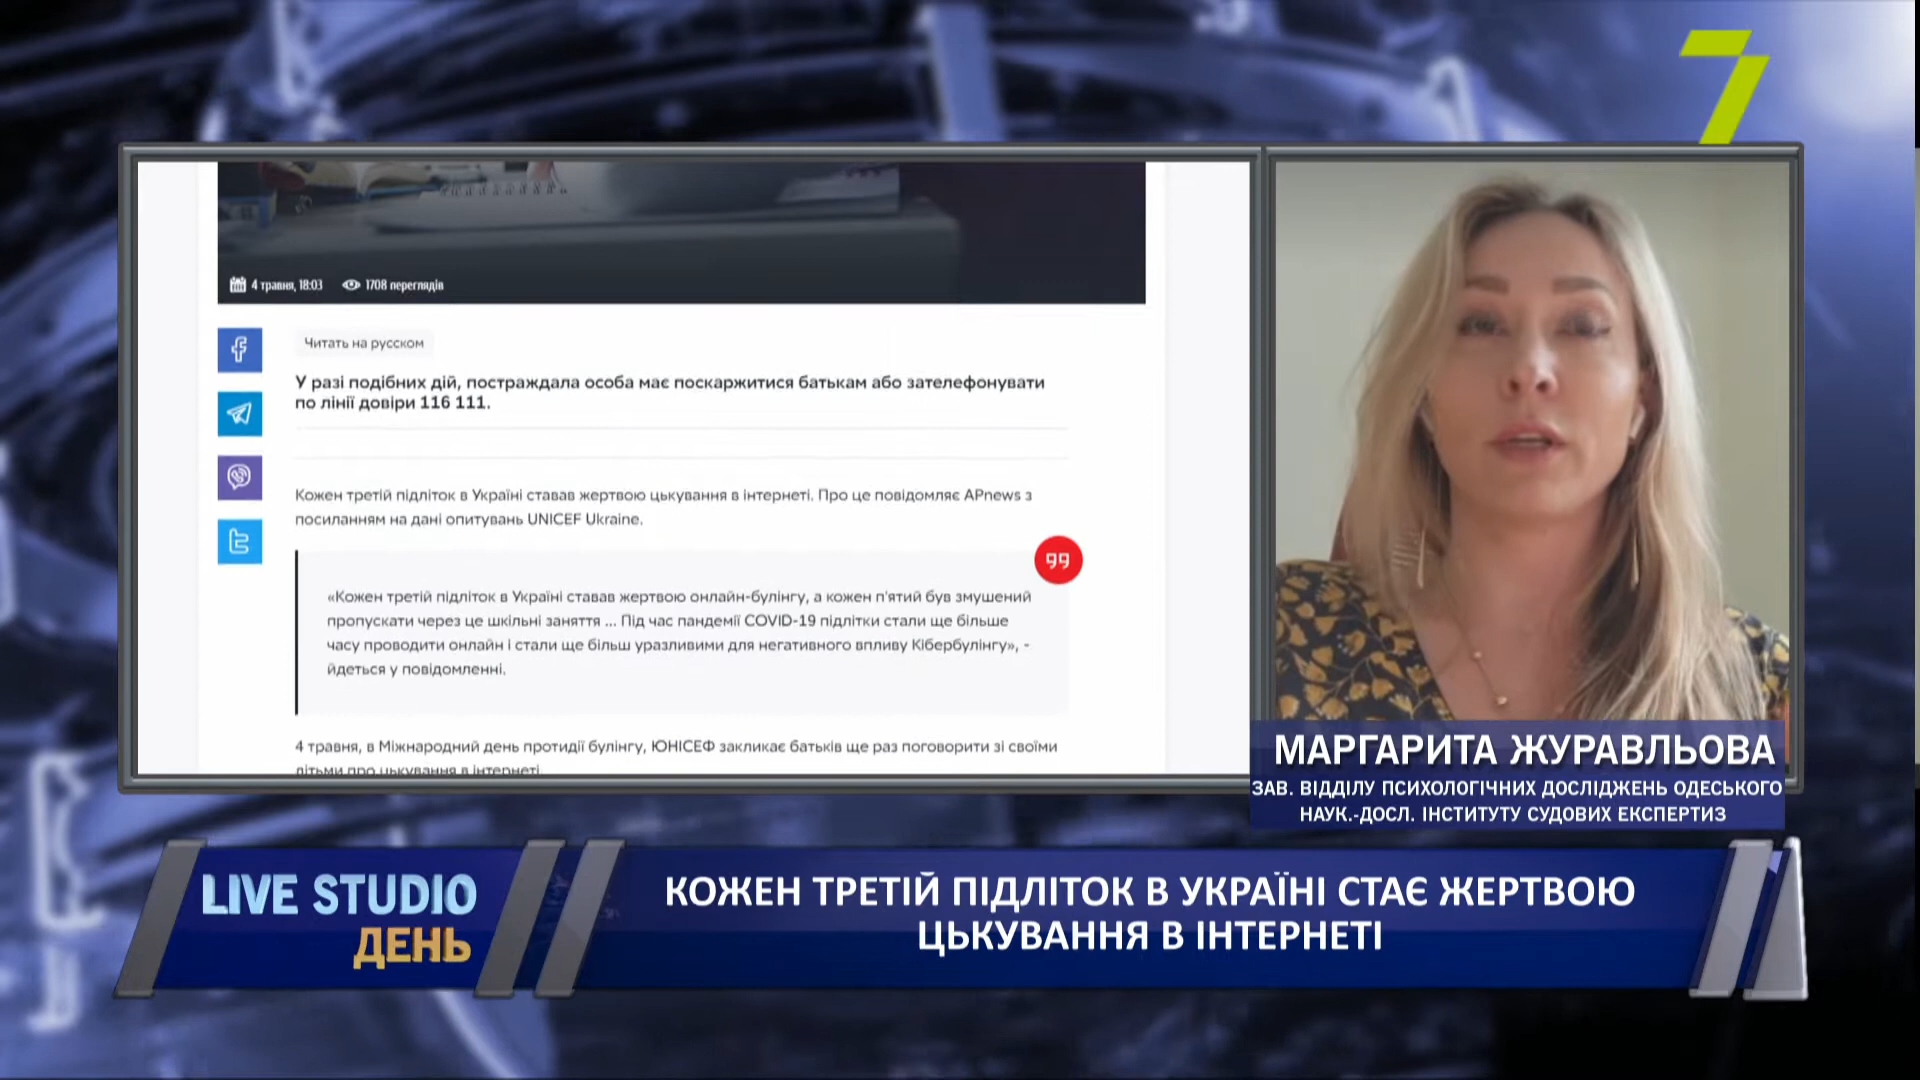 7
4 травня, 18:03 1708 переглядів
Читать на русском
У разі подібних дій, постраждала особа має поскаржитися батькам або зателефонувати
по лінії довіри 116 111.
Кожен третій підліток в Україні ставав жертвою цькування в інтернеті. Про це повідомляє APnews з
посиланням на дані опитувань UNICEF Ukraine.
«Кожен третій підліток в Україні ставав жертвою онлайн-булінгу, а кожен п'ятий був змушений
пропускати через це шкільні заняття ... Під час пандемії COVID-19 підлітки стали ще більше
часу проводити онлайн і стали ще більш уразливими для негативного впливу Кібербулінгу», -
йдеться у повідомленні.
4 травня, в Міжнародний день протидії булінгу, ЮНІСЕФ закликає батьків ще раз поговорити зі своїми
дітьми про цькування в інтернеті.
МАРГАРИТА ЖУРАВЛЬОВА
ЗАВ. ВІДДІЛУ ПСИХОЛОГІЧНИХ ДОСЛІДЖЕНЬ ОДЕСЬКОГО
НАУК.-ДОСЛ. ІНСТИТУТУ СУДОВИХ ЕКСПЕРТИЗ
LIVE STUDIO
ДЕНЬ
КОЖЕН ТРЕТІЙ ПІДЛІТОК В УКРАЇНІ СТАЄ ЖЕРТВОЮ
ЦЬКУВАННЯ В ІНТЕРНЕТІ